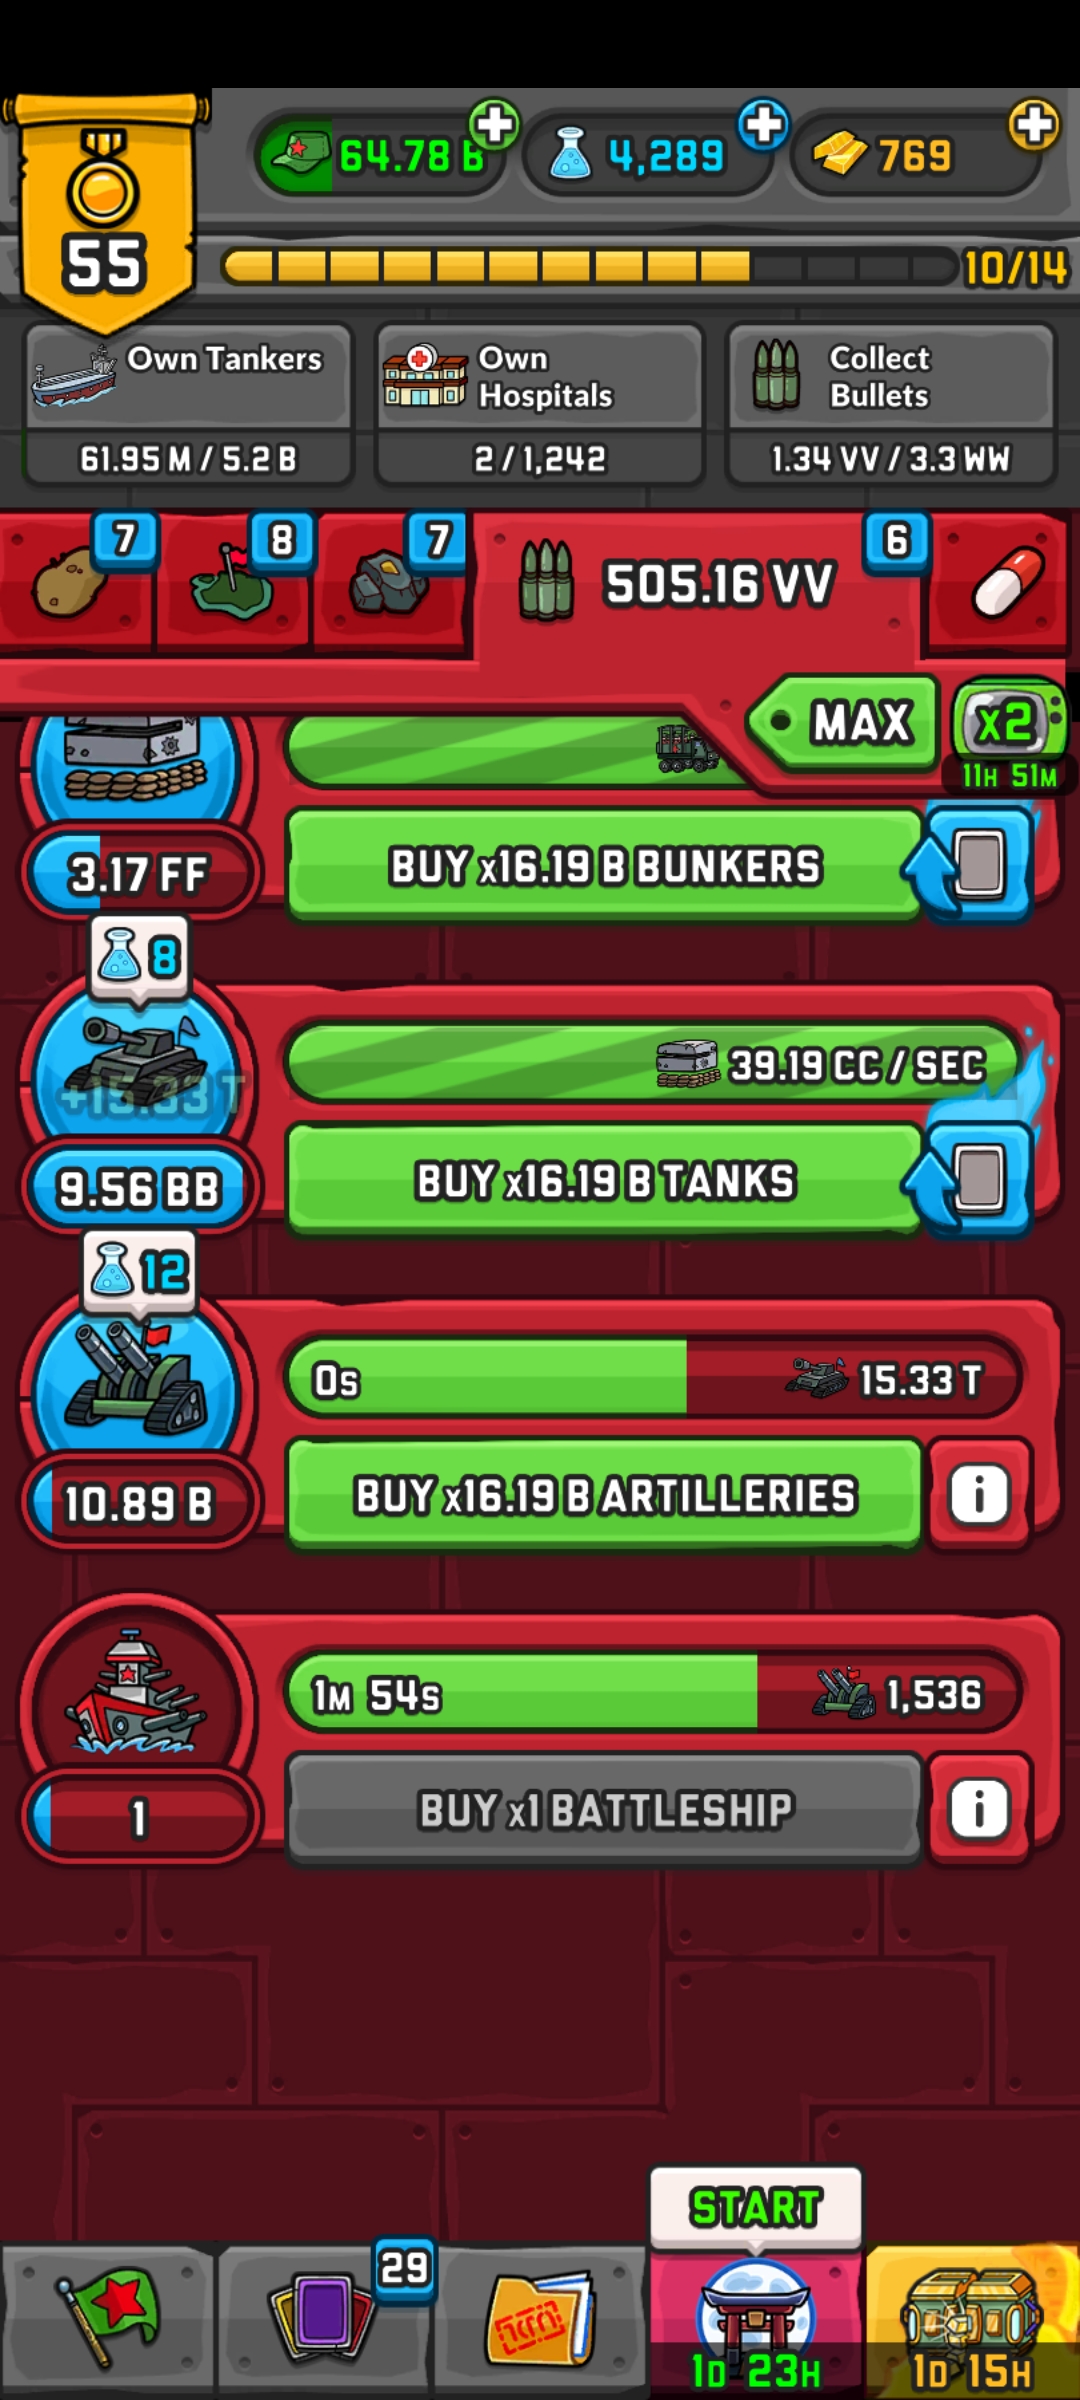 64.78 B
4,289
769
55
10/14
Own Tankers
61.95 M / 5.2 B
Own
Hospitals
2 / 1,242
Collect
Bullets
1.34 VV / 3.3 WW
7
8
7
505.16 VV
6
MAX
x2
11H 51M
3.17 FF
BUY x16.19 B BUNKERS
8
39.19 CC / SEC
+15.33 T
9.56 BB
BUY x16.19 B TANKS
12
0s
15.33 T
10.89 B
BUY x16.19 B ARTILLERIES
i
1M 54s
1,536
1
BUY x1 BATTLESHIP
i
START
29
1D 23H
1D 15H